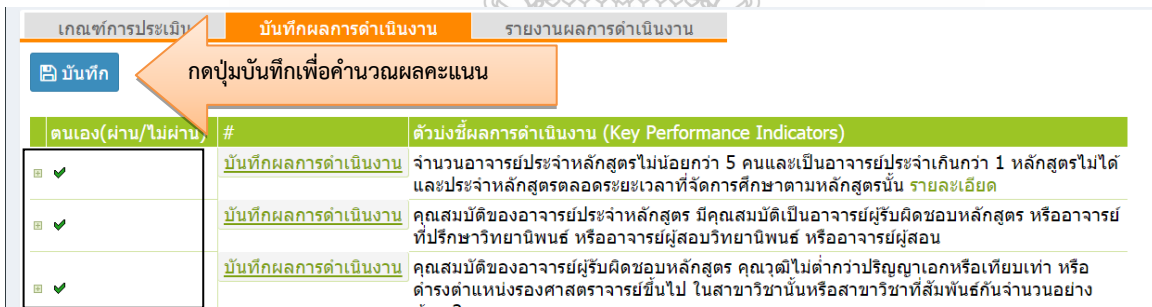 เกณฑ์การประเมิน บันทึกผลการดำเนินงาน รายงานผลการดำเนินงาน
บันทึก กดปุ่มบันทึกเพื่อคำนวณผลคะแนน
ตนเอง(ผ่าน/ไม่ผ่าน) # ตัวบ่งชี้ผลการดำเนินงาน (Key Performance Indicators)
บันทึกผลการดำเนินงาน จำนวนอาจารย์ประจำหลักสูตรไม่น้อยกว่า 5 คนและเป็นอาจารย์ประจำเกินกว่า 1 หลักสูตรไม่ได้
และประจำหลักสูตรตลอดระยะเวลาที่จัดการศึกษาตามหลักสูตรนั้น รายละเอียด
บันทึกผลการดำเนินงาน คุณสมบัติของอาจารย์ประจำหลักสูตร มีคุณสมบัติเป็นอาจารย์ผู้รับผิดชอบหลักสูตร หรืออาจารย์
ที่ปรึกษาวิทยานิพนธ์ หรืออาจารย์ผู้สอบวิทยานิพนธ์ หรืออาจารย์ผู้สอน
บันทึกผลการดำเนินงาน คุณสมบัติของอาจารย์ผู้รับผิดชอบหลักสูตร คุณวุฒิไม่ต่ำกว่าปริญญาเอกหรือเทียบเท่า หรือ
ดำรงตำแหน่งรองศาสตราจารย์ขึ้นไป ในสาขาวิชานั้นหรือสาขาวิชาที่สัมพันธ์กันจำนวนอย่าง